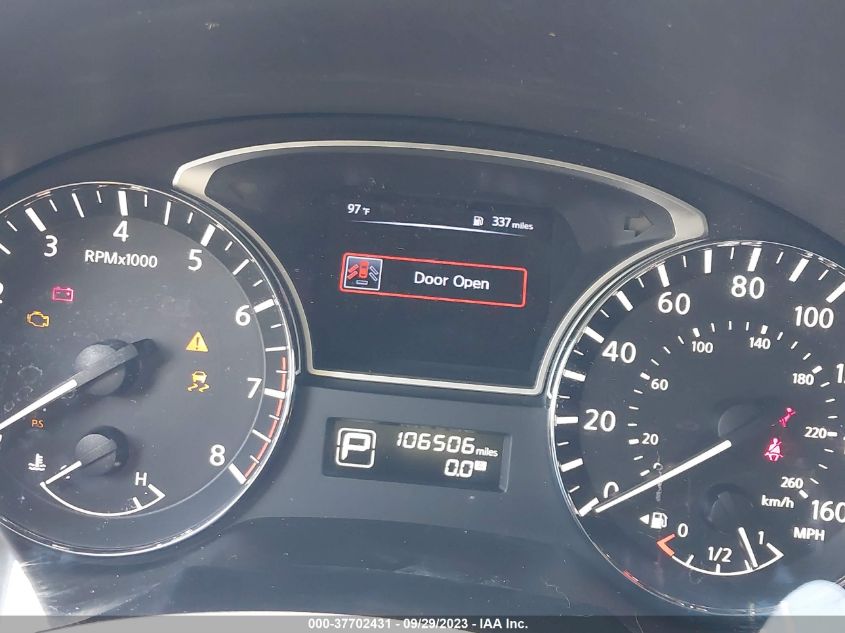 97 °F
337 miles
Door Open
3
4
5
6
7
8
RPMx1000
PS
H
P
106506 miles
0.0
0
20
40
60
80
100
160
20
60
100
140
180
220
260
km/h
MPH
0
1/2
1
000-37702431 - 09/29/2023 - IAA Inc.